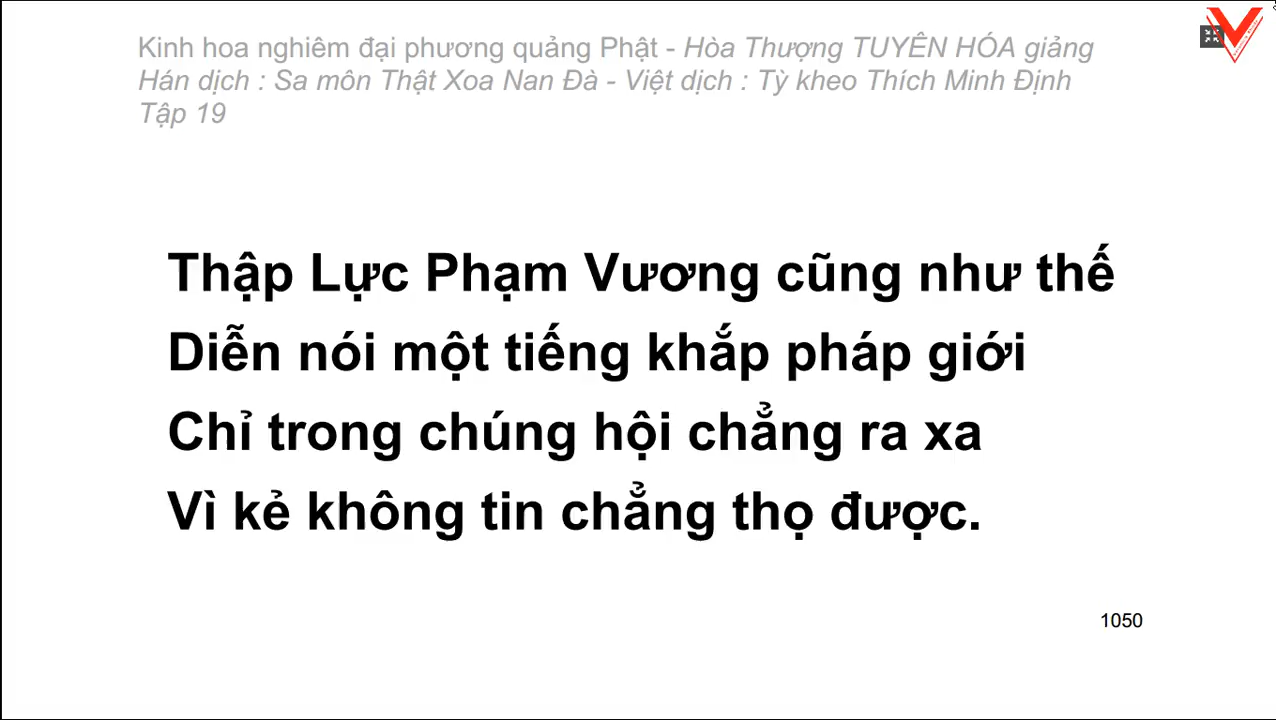 Kinh hoa nghiêm đại phương quảng Phật - Hòa Thượng TUYÊN HÓA giảng
Hán dịch : Sa môn Thật Xoa Nan Đà - Việt dịch : Tỳ kheo Thích Minh Định
Tập 19
Thập Lực Phạm Vương cũng như thế
Diễn nói một tiếng khắp pháp giới
Chỉ trong chúng hội chẳng ra xa
Vì kẻ không tin chẳng thọ được.
1050